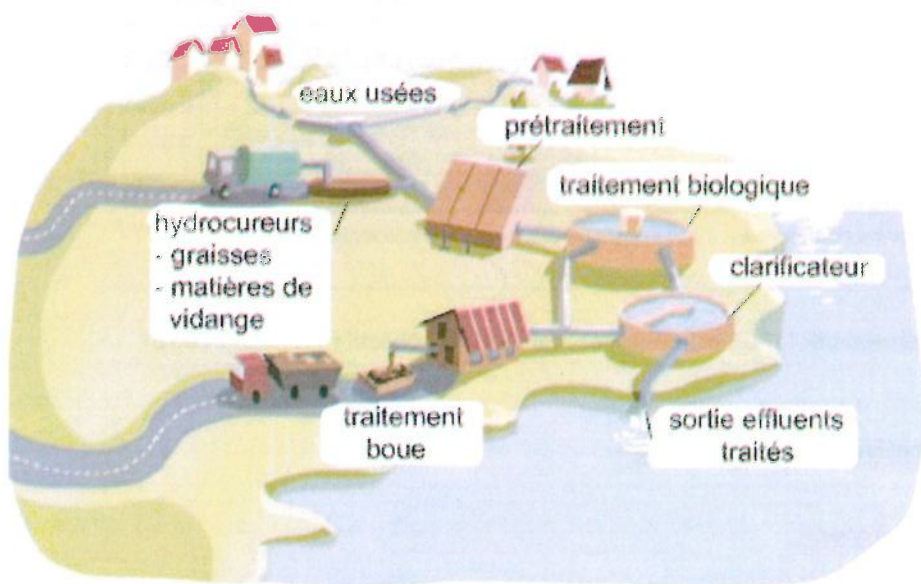 eaux usées
prétraitement
traitement biologique
hydrocureurs
- graisses
- matières de
vidange
clarificateur
traitement
boue
sortie effluents
traités